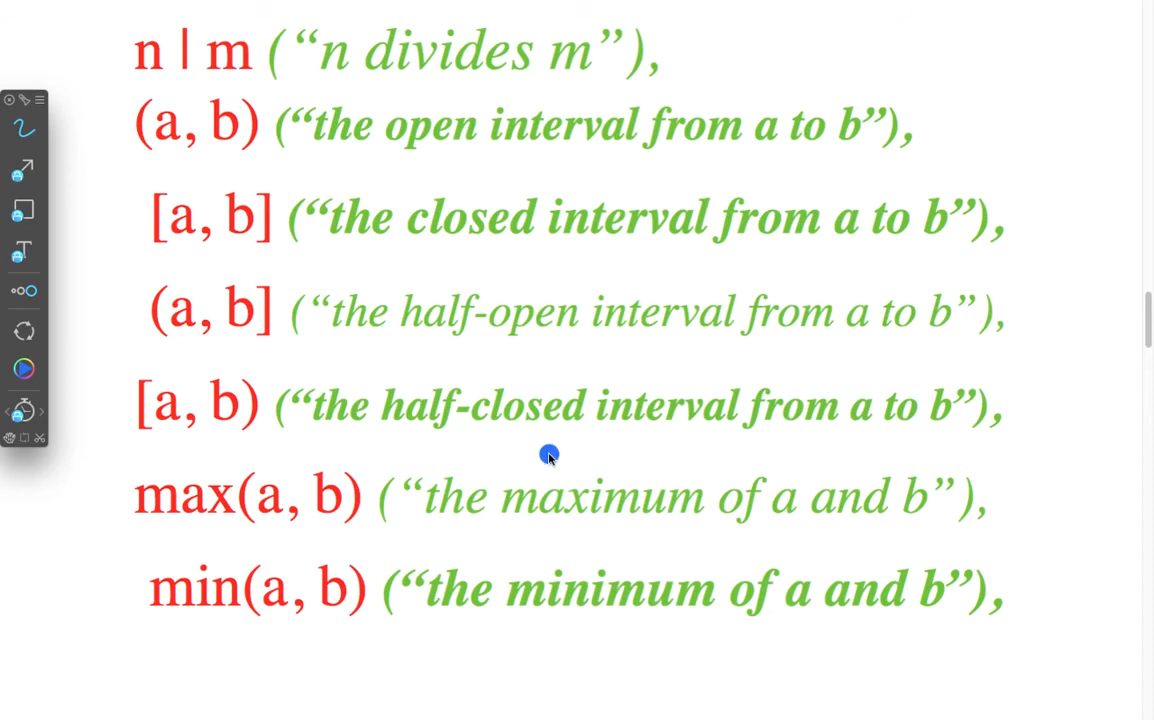 n | m (“n divides m”),
(a, b) (“the open interval from a to b”),
[a, b] (“the closed interval from a to b”),
(a, b] (“the half-open interval from a to b”),
[a, b) (“the half-closed interval from a to b”),
max(a, b) (“the maximum of a and b”),
min(a, b) (“the minimum of a and b”),